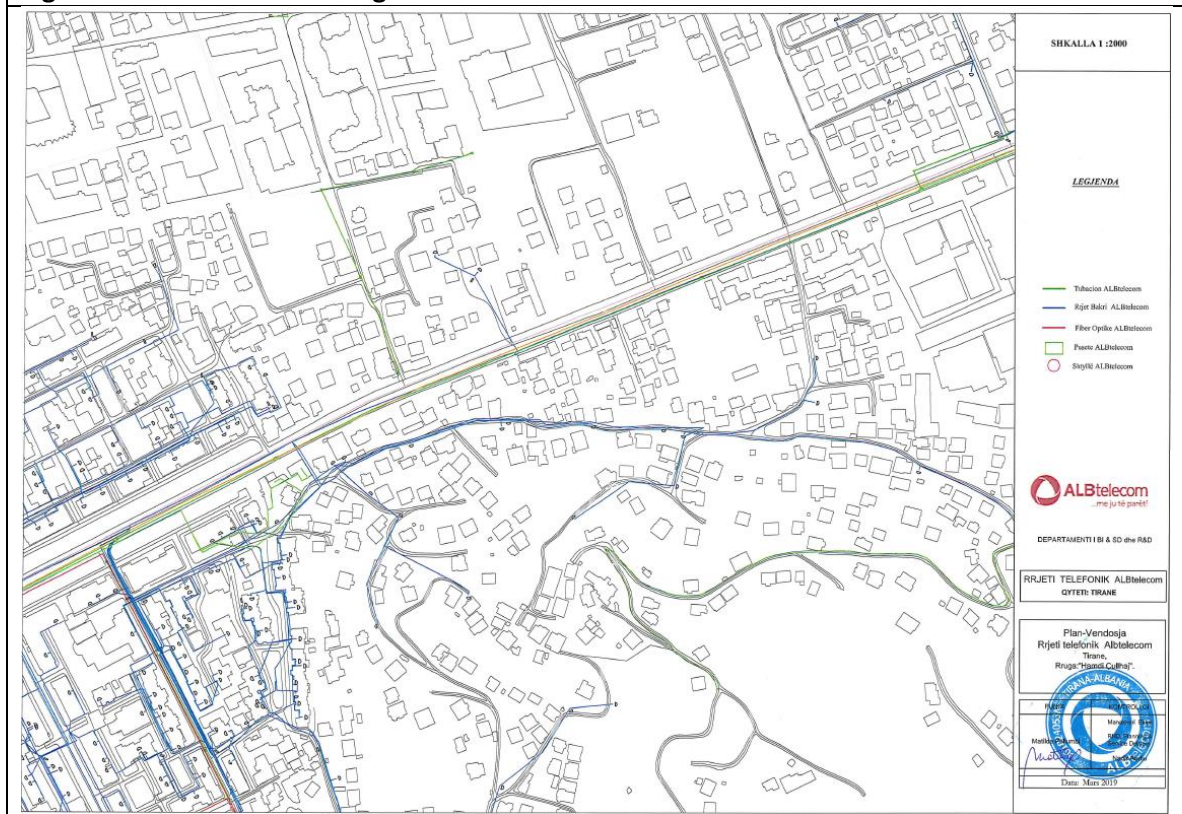 SHKALLA 1 :2000
LEGJENDA
Tubacion ALBtelecom
Rrjet Bakri ALBtelecom
Fiber Optike ALBtelecom
Pusete ALBtelecom
Shtylle ALBtelecom
ALBtelecom
...me ju të parët!
DEPARTAMENTI I BI & SD dhe R&D
RRJETI TELEFONIK ALBtelecom
QYTETI: TIRANE
Plan-Vendosja
Rrjeti telefonik Albtelecom
Tirane,
Rruga:"Hamdi Cullhaj".
TIRANA-ALBANIA
KONTROLLOI
Data: Mars 2019